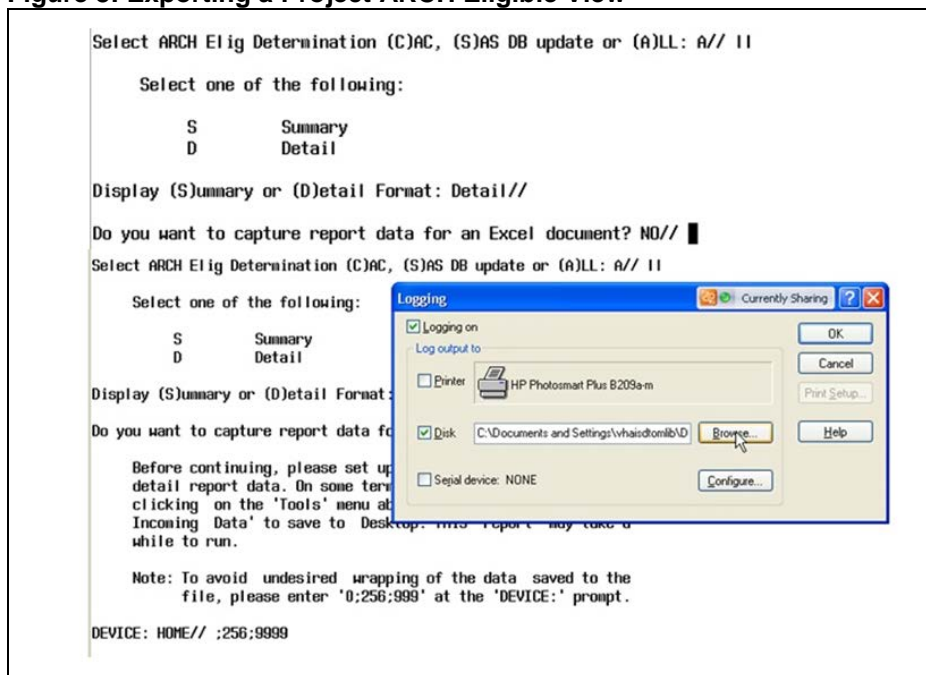 Figure 3: Exporting a Project ARCH Eligible View
Select ARCH Elig Determination (C)AC, (S)AS DB update or (A)LL: A// ll
Select one of the following:
S Summary
D Detail
Display (S)ummary or (D)etail Format: Detail//
Do you want to capture report data for an Excel document? NO//
Select ARCH Elig Determination (C)AC, (S)AS DB update or (A)LL: A// ll
Select one of the following:
S Summary
D Detail
Display (S)ummary or (D)etail Format:
Do you want to capture report data fo
Before continuing, please set up
detail report data. On some term
clicking on the 'Tools' menu ab
Incoming Data' to save to Desktop. This report may take a
while to run.
Note: To avoid undesired wrapping of the data saved to the
file, please enter '0;256;999' at the 'DEVICE:' prompt.
DEVICE: HOME// ;256;9999
Logging
Currently Sharing
Logging on
OK
Log output to
Cancel
Printer HP Photosmart Plus B209a-m
Print Setup...
Disk C:\Documents and Settings\vhaisdtomlib\D Browse... Help
Serial device: NONE Configure...